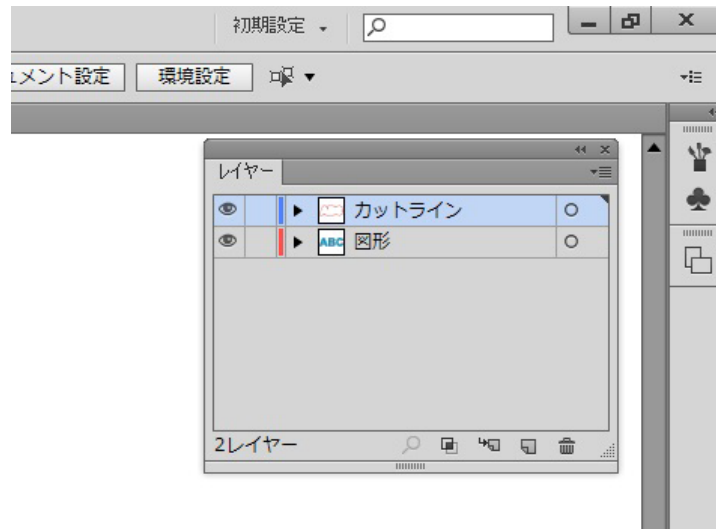 初期設定
ュメント設定 環境設定
レイヤー
カットライン
ABC 図形
2レイヤー